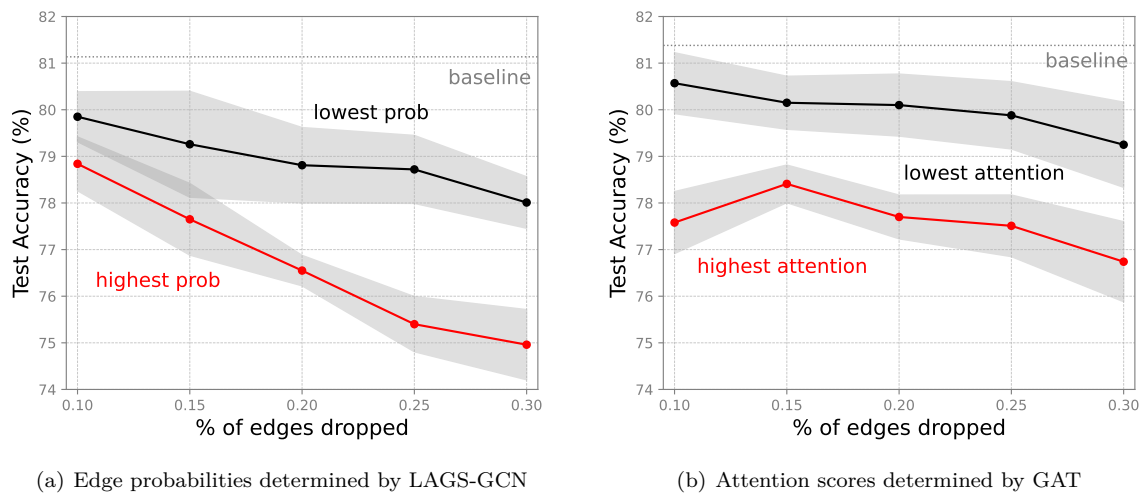 82
81
80
79
78
77
76
75
74
Test Accuracy (%)
baseline
lowest prob
highest prob
0.10 0.15 0.20 0.25 0.30
% of edges dropped
(a) Edge probabilities determined by LAGS-GCN
82
81
80
79
78
77
76
75
74
Test Accuracy (%)
baseline
lowest attention
highest attention
0.10 0.15 0.20 0.25 0.30
% of edges dropped
(b) Attention scores determined by GAT